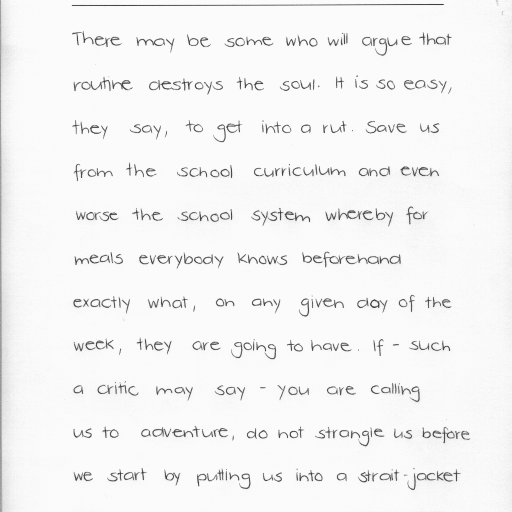 There may be some who will argue that
routine destroys the soul. It is so easy,
they say, to get into a rut. Save us
from the school curriculum and even
worse the school system whereby for
meals everybody knows beforehand
exactly what, on any given day of the
week, they are going to have. If - such
a critic may say - you are calling
us to adventure, do not strangle us before
we start by putting us into a strait-jacket